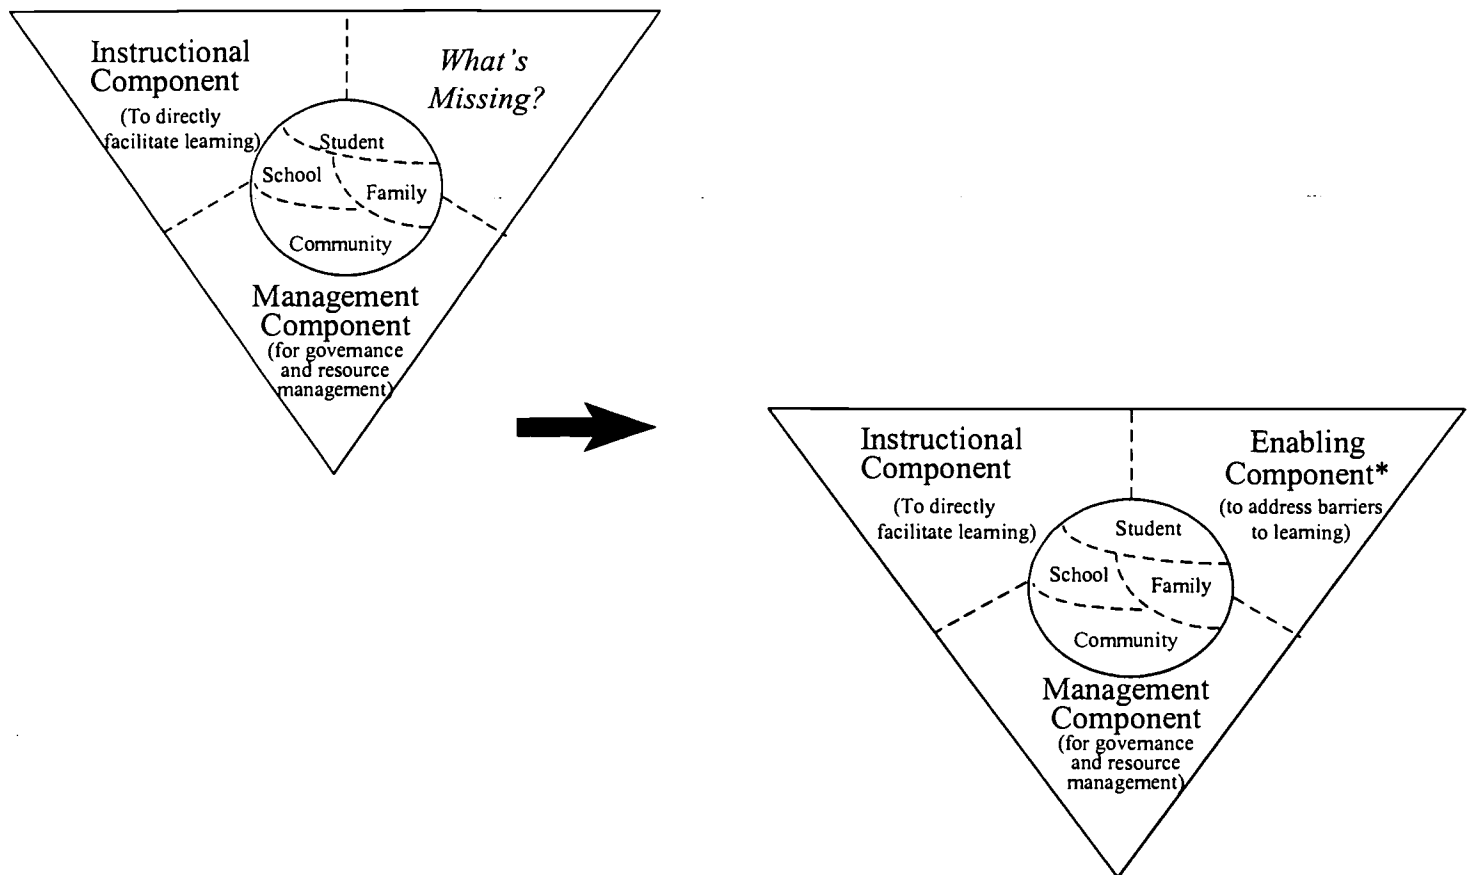 Instructional
Component
(To directly
facilitate learning)
What's
Missing?
Student
School
Family
Community
Management
Component
(for governance
and resource
management)
Instructional
Component
(To directly
facilitate learning)
Enabling
Component*
(to address barriers
to learning)
Student
School
Family
Community
Management
Component
(for governance
and resource
management)